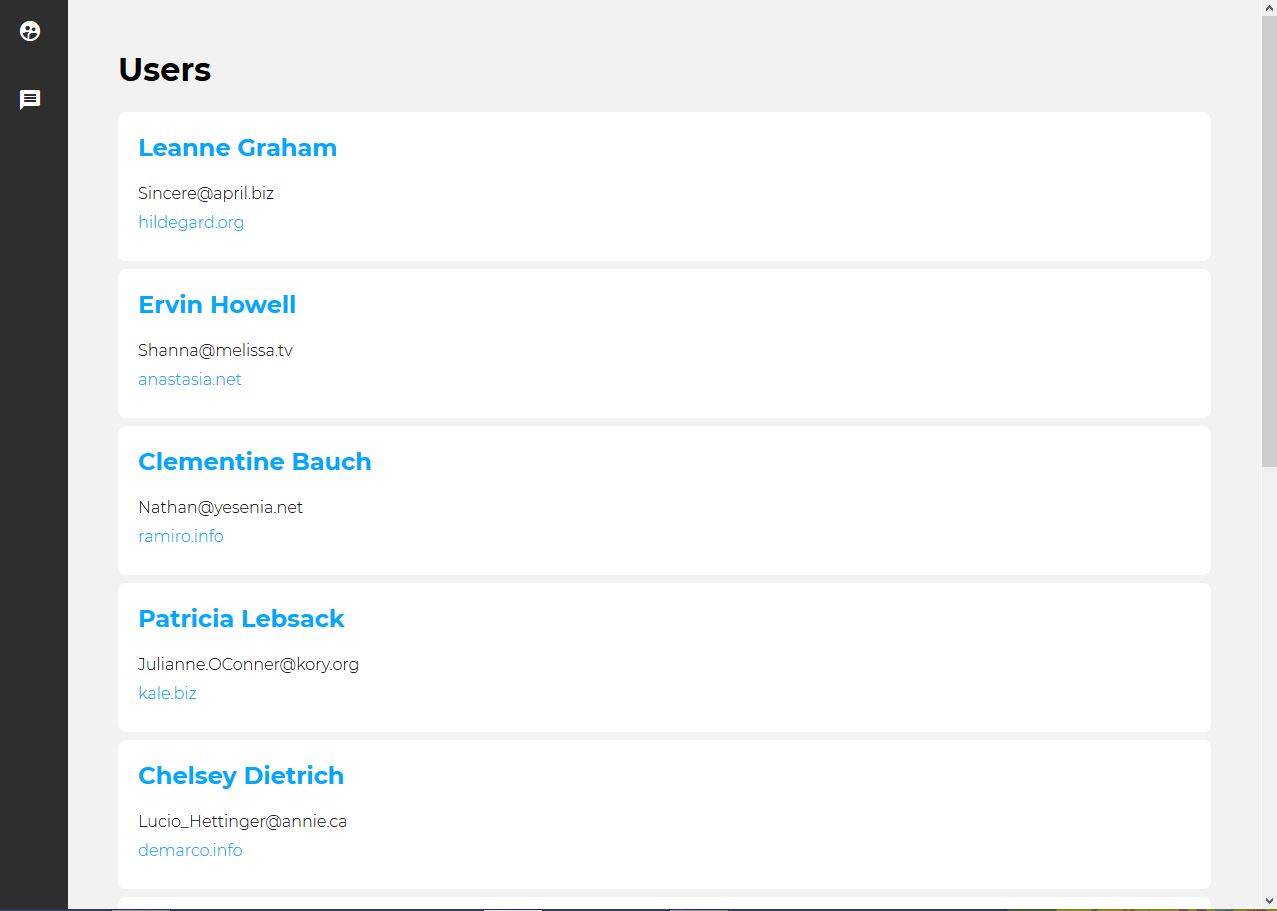 Users
Leanne Graham
Sincere@april.biz
hildegard.org
Ervin Howell
Shanna@melissa.tv
anastasia.net
Clementine Bauch
Nathan@yesenia.net
ramiro.info
Patricia Lebsack
Julianne.OConner@kory.org
kale.biz
Chelsey Dietrich
Lucio_Hettinger@annie.ca
demarco.info